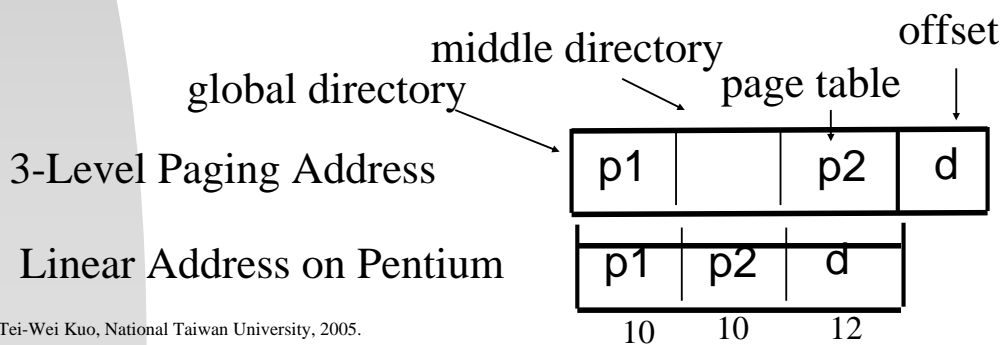 offset
middle directory
page table
global directory
3-Level Paging Address p1 p2 d
Linear Address on Pentium p1 p2 d
10 10 12
Tei-Wei Kuo, National Taiwan University, 2005.